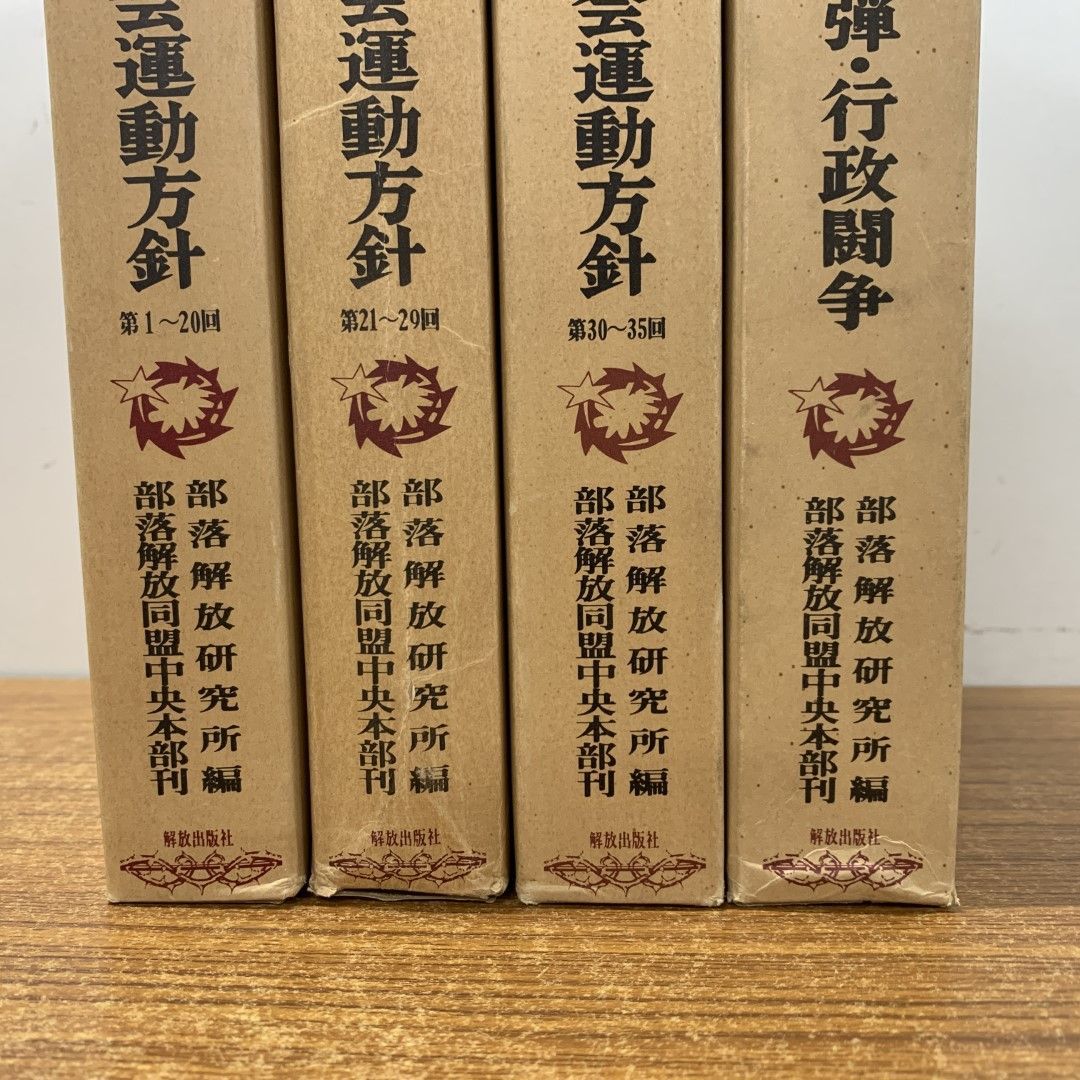 会運動方針
第1〜20回
部落解放研究所編
部落解放同盟中央本部刊
解放出版社
会運動方針
第21〜29回
部落解放研究所編
部落解放同盟中央本部刊
解放出版社
会運動方針
第30〜35回
部落解放研究所編
部落解放同盟中央本部刊
解放出版社
弾・行政闘争
部落解放研究所編
部落解放同盟中央本部刊
解放出版社